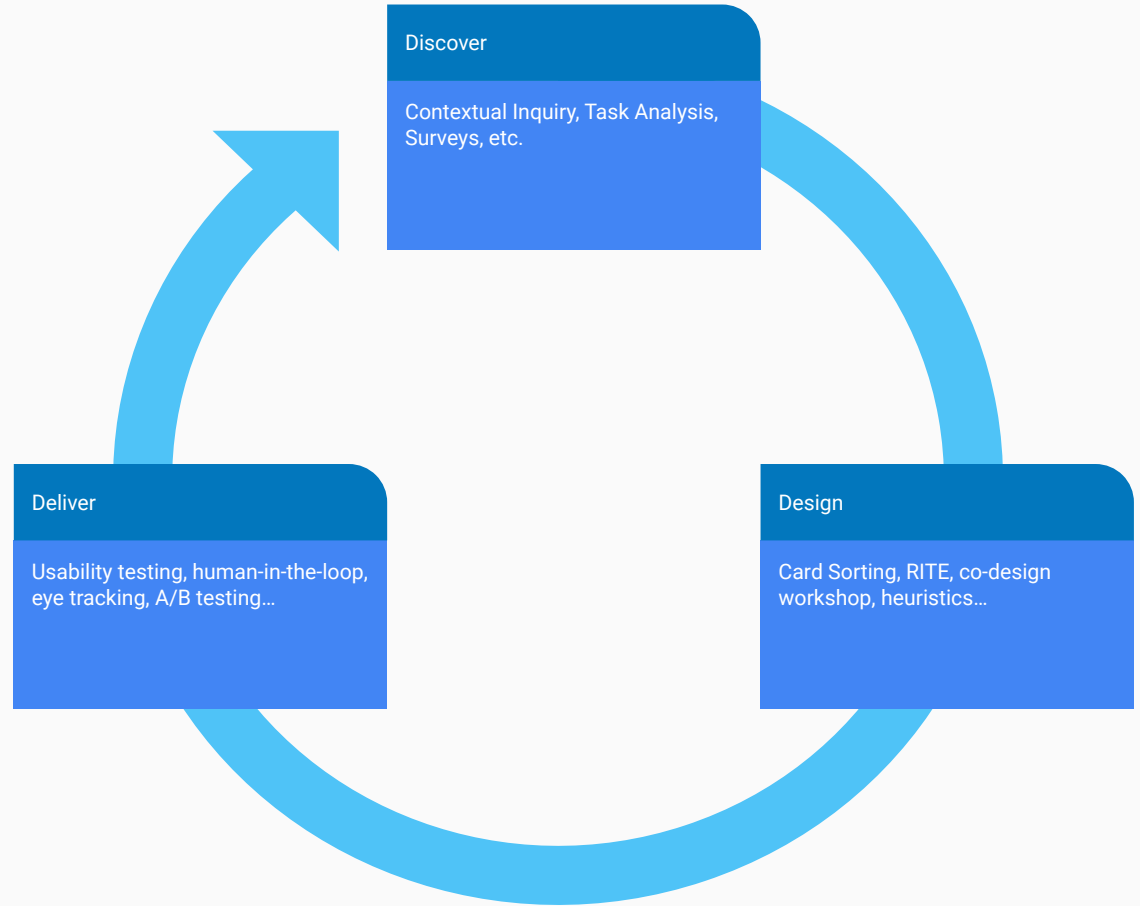 Discover
Contextual Inquiry, Task Analysis,
Surveys, etc.
Deliver
Usability testing, human-in-the-loop,
eye tracking, A/B testing…
Design
Card Sorting, RITE, co-design
workshop, heuristics…